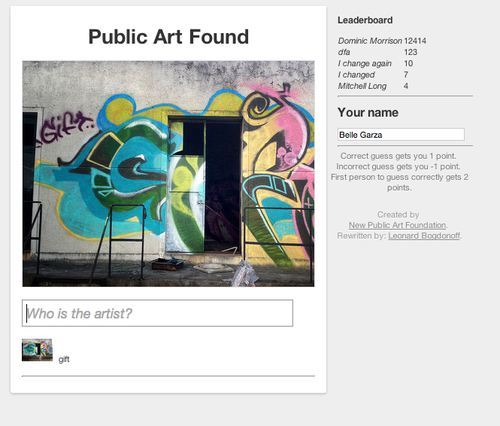 Public Art Found
Gift
Who is the artist?
gift
Leaderboard
Dominic Morrison 12414
dfa 123
I change again 10
I changed 7
Mitchell Long 4
Your name
Belle Garza
Correct guess gets you 1 point.
Incorrect guess gets you -1 point.
First person to guess correctly gets 2
points.
Created by
New Public Art Foundation.
Rewritten by: Leonard Bogdonoff.